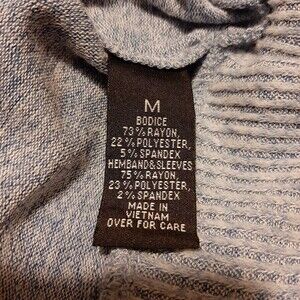 M
BODICE
73% RAYON,
22% POLYESTER,
5% SPANDEX
HEMBAND&SLEEVES
75% RAYON,
23% POLYESTER,
2% SPANDEX
MADE IN
VIETNAM
OVER FOR CARE